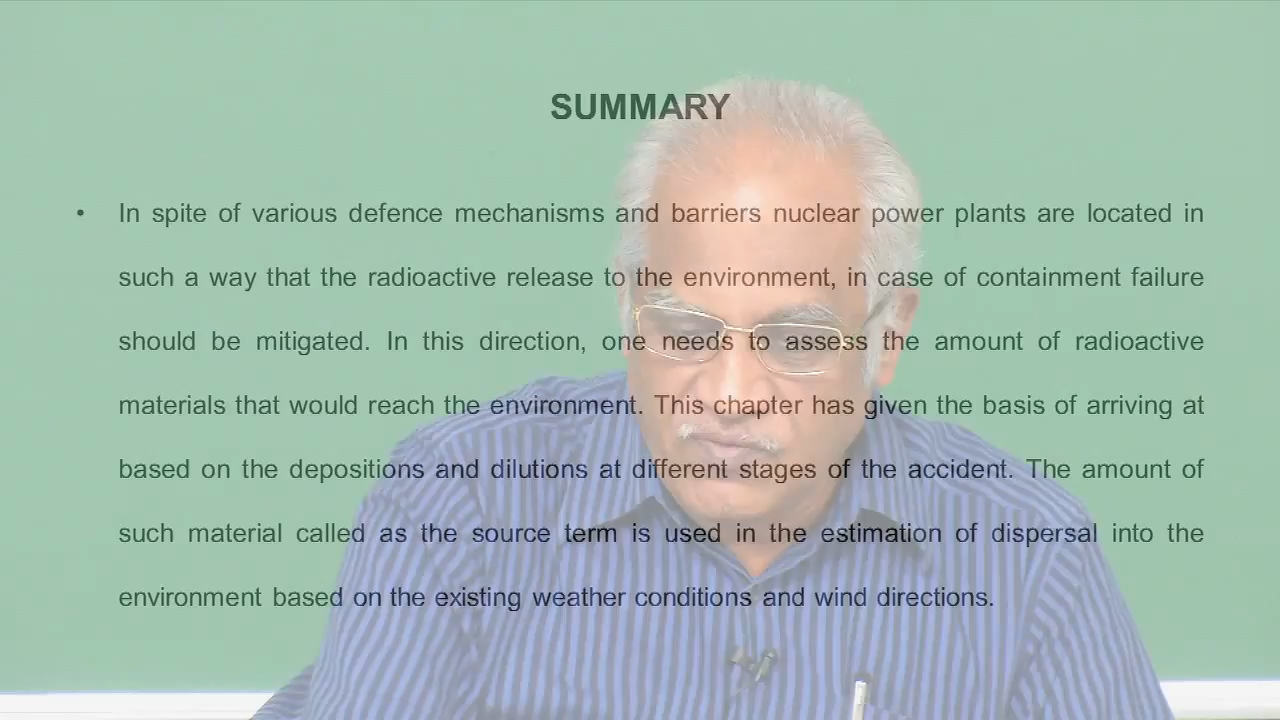 SUMMARY
• In spite of various defence mechanisms and barriers nuclear power plants are located in
such a way that the radioactive release to the environment, in case of containment failure
should be mitigated. In this direction, one needs to assess the amount of radioactive
materials that would reach the environment. This chapter has given the basis of arriving at
based on the depositions and dilutions at different stages of the accident. The amount of
such material called as the source term is used in the estimation of dispersal into the
environment based on the existing weather conditions and wind directions.